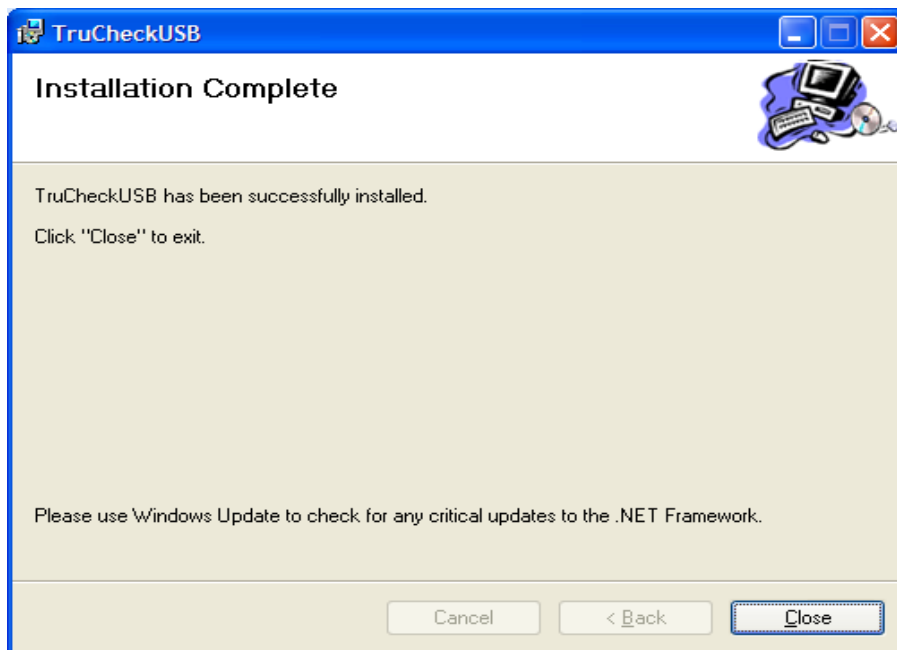 TruCheckUSB
Installation Complete
TruCheckUSB has been successfully installed.
Click "Close" to exit.
Please use Windows Update to check for any critical updates to the .NET Framework.
Cancel
< Back
Close